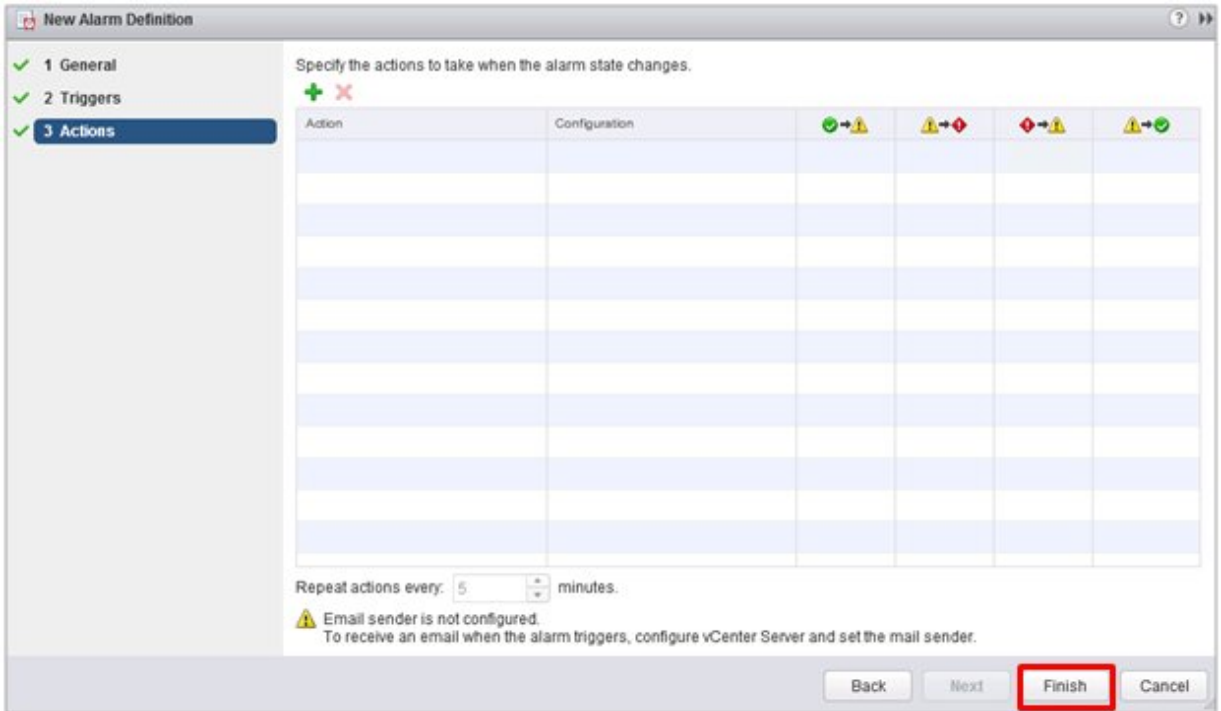 New Alarm Definition
?
1 General
2 Triggers
3 Actions
Specify the actions to take when the alarm state changes.
Action Configuration
Repeat actions every: 5 minutes.
Email sender is not configured.
To receive an email when the alarm triggers, configure vCenter Server and set the mail sender.
Back Next Finish Cancel